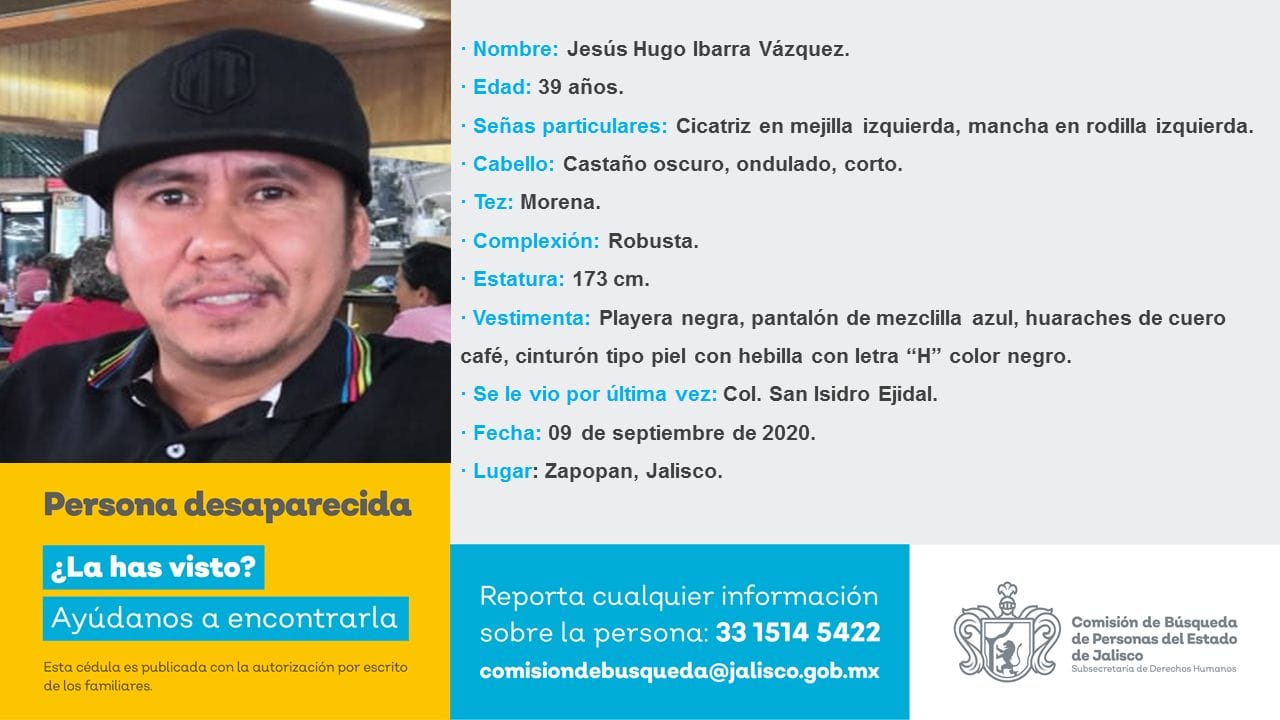 MT
· Nombre: Jesús Hugo Ibarra Vázquez.
· Edad: 39 años.
· Señas particulares: Cicatriz en mejilla izquierda, mancha en rodilla izquierda.
· Cabello: Castaño oscuro, ondulado, corto.
· Tez: Morena.
· Complexión: Robusta.
· Estatura: 173 cm.
· Vestimenta: Playera negra, pantalón de mezclilla azul, huaraches de cuero
café, cinturón tipo piel con hebilla con letra “H” color negro.
· Se le vio por última vez: Col. San Isidro Ejidal.
· Fecha: 09 de septiembre de 2020.
· Lugar: Zapopan, Jalisco.
Persona desaparecida
¿La has visto?
Ayúdanos a encontrarla
Esta cédula es publicada con la autorización por escrito
de los familiares.
Reporta cualquier información
sobre la persona: 33 1514 5422
comisiondebusqueda@jalisco.gob.mx
Comisión de Búsqueda
de Personas del Estado
de Jalisco
Subsecretaría de Derechos Humanos